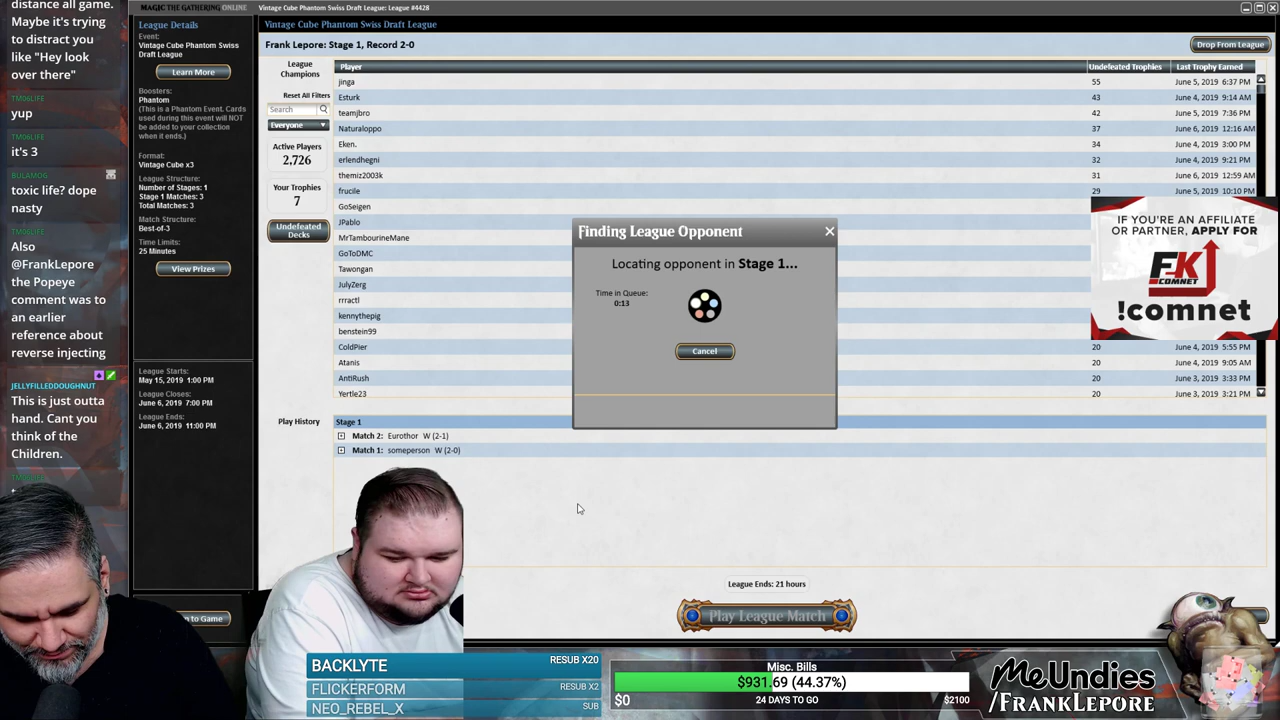 distance all game.
Maybe it's trying
to distract you
like "Hey look
over there"
TM06LIFE
yup
TM06LIFE
it's 3
BULAMOG
toxic life? dope
nasty
TM06LIFE
Also
@FrankLepore
the Popeye
comment was to
an earlier
reference about
horse injecting
JELLYFILLEDDOUGHNUT
This is just outta
hand. Cant you
think of the
Children.
MAGIC THE GATHERING ONLINE
Vintage Cube Phantom Swiss Draft League: League #4428
League Details
Event:
Vintage Cube Phantom Swiss
Draft League
Learn More
Boosters:
Phantom
(This is a Phantom Event. Cards
used during this event will NOT
be added to your collection
when it ends.)
Format:
Vintage Cube x3
League Structure:
Number of Stages: 1
Stage 1 Matches: 3
Total Matches: 3
Match Structure:
Best-of-3
Time Limits:
25 Minutes
View Prizes
League Starts:
May 15, 2019 1:00 PM
League Closes:
June 6, 2019 7:00 PM
League Ends:
June 6, 2019 11:00 PM
to Game
Vintage Cube Phantom Swiss Draft League
Frank Lepore: Stage 1, Record 2-0
Drop From League
League
Champions
Reset All Filters
Search
Everyone
Active Players
2,726
Your Trophies
7
Undefeated
Decks
Player Undefeated Trophies Last Trophy Earned
jinga 55 June 5, 2019 6:37 PM
Esturk 43 June 4, 2019 9:14 AM
teamjbro 42 June 5, 2019 7:36 PM
Naturaloppo 37 June 6, 2019 12:16 AM
Eken. 34 June 4, 2019 3:00 PM
erlendhegni 32 June 4, 2019 9:21 PM
themiz2003k 31 June 6, 2019 12:59 AM
frucile 29 June 5, 2019 10:10 PM
GoSeigen
JPablo
MrTambourineMane
GoToDMC
Tawongan
JulyZerg
rrractl
kennythepig
benstein99
ColdPier 20 June 4, 2019 5:55 PM
Atanis 20 June 4, 2019 9:05 AM
AntiRush 20 June 3, 2019 3:33 PM
Yertle23 20 June 3, 2019 3:21 PM
Finding League Opponent
Locating opponent in Stage 1...
Time In Queue:
0:13
Cancel
IF YOU'RE AN AFFILIATE
OR PARTNER, APPLY FOR
COMNET
!comnet
Play History
Stage 1
Match 2: Eurothor W (2-1)
Match 1: someperson W (2-0)
League Ends: 21 hours
Play League Match
BACKLYTE RESUB X20
FLICKERFORM RESUB X2
NEO_REBEL_X SUB
Misc. Bills
$931.69 (44.37%)
$0 24 DAYS TO GO $2100
MeUndies
/FRANKLEPORE